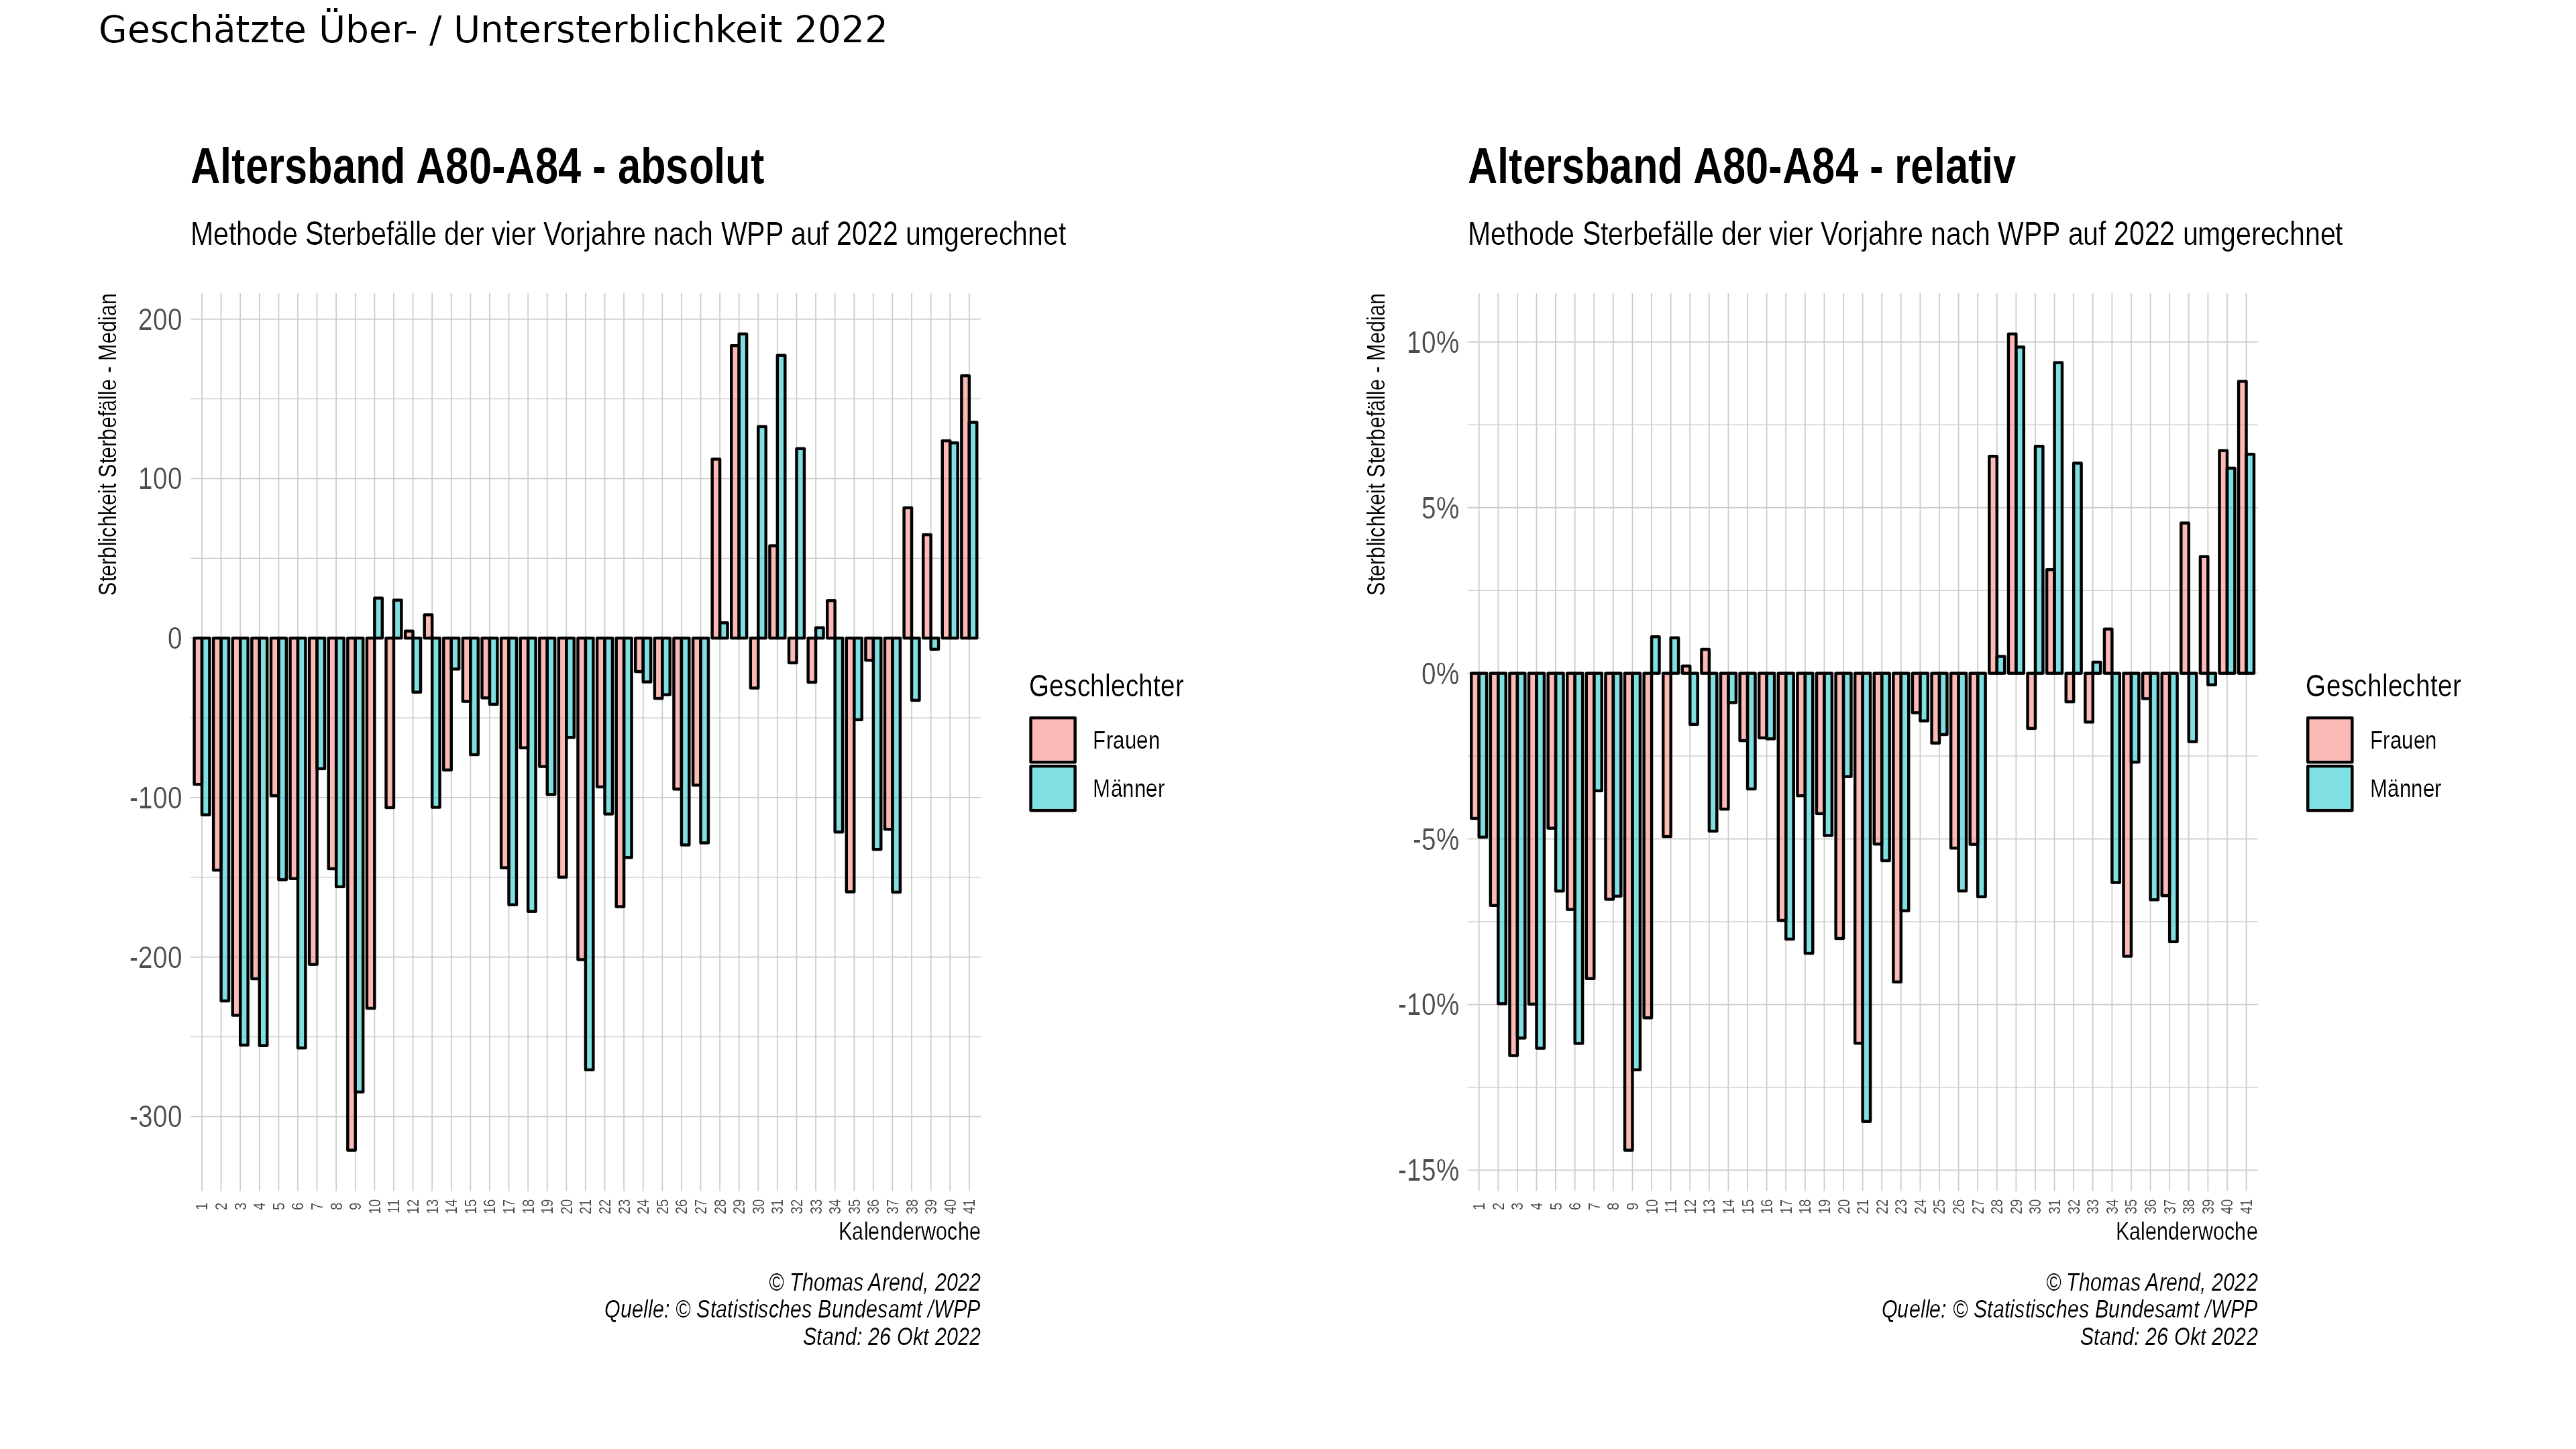 Geschätzte Über- / Untersterblichkeit 2022
Altersband A80-A84 - absolut
Methode Sterbefälle der vier Vorjahre nach WPP auf 2022 umgerechnet
Sterblichkeit Sterbefälle - Median
200
100
0
-100
-200
-300
1 2 3 4 5 6 7 8 9 10 11 12 13 14 15 16 17 18 19 20 21 22 23 24 25 26 27 28 29 30 31 32 33 34 35 36 37 38 39 40 41
Kalenderwoche
Geschlechter
Frauen
Männer
© Thomas Arend, 2022
Quelle: © Statistisches Bundesamt /WPP
Stand: 26 Okt 2022
Altersband A80-A84 - relativ
Methode Sterbefälle der vier Vorjahre nach WPP auf 2022 umgerechnet
Sterblichkeit Sterbefälle - Median
10%
5%
0%
-5%
-10%
-15%
1 2 3 4 5 6 7 8 9 10 11 12 13 14 15 16 17 18 19 20 21 22 23 24 25 26 27 28 29 30 31 32 33 34 35 36 37 38 39 40 41
Kalenderwoche
Geschlechter
Frauen
Männer
© Thomas Arend, 2022
Quelle: © Statistisches Bundesamt /WPP
Stand: 26 Okt 2022